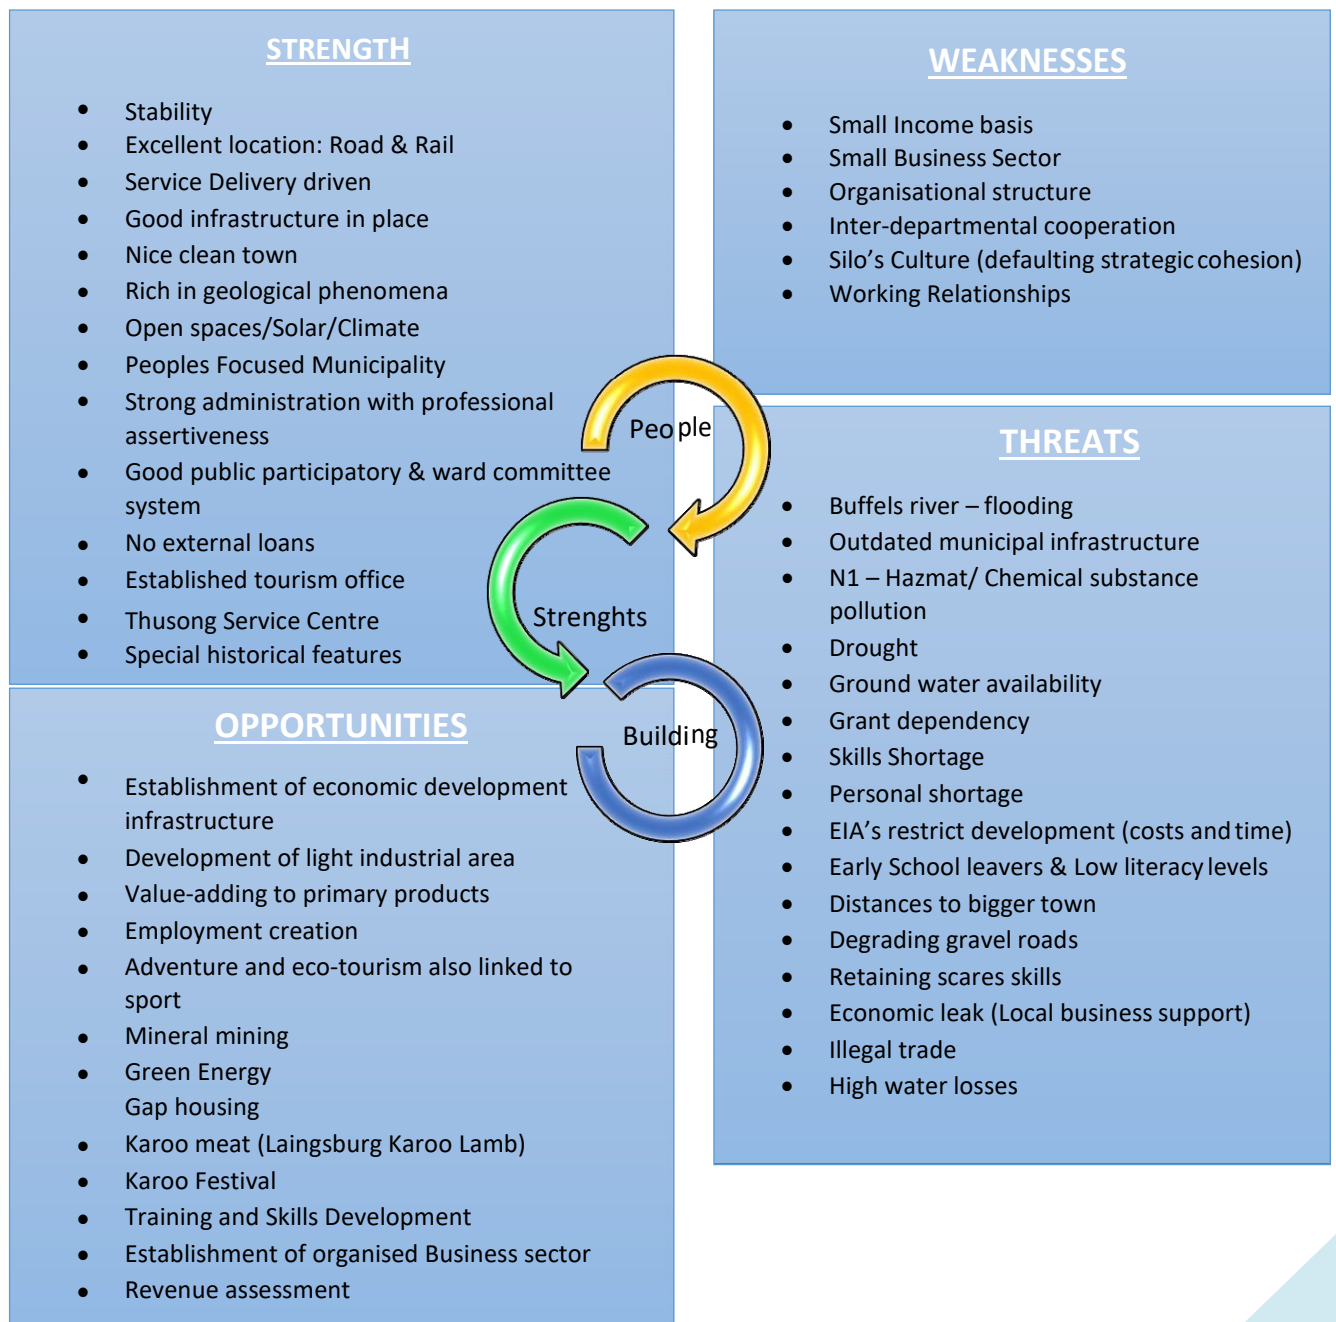 STRENGTH
• Stability
• Excellent location: Road & Rail
• Service Delivery driven
• Good infrastructure in place
• Nice clean town
• Rich in geological phenomena
• Open spaces/Solar/Climate
• Peoples Focused Municipality
• Strong administration with professional
assertiveness
• Good public participatory & ward committee
system
• No external loans
• Established tourism office
• Thusong Service Centre
• Special historical features
WEAKNESSES
• Small Income basis
• Small Business Sector
• Organisational structure
• Inter-departmental cooperation
• Silo’s Culture (defaulting strategic cohesion)
• Working Relationships
People
Strenghts
Building
OPPORTUNITIES
• Establishment of economic development
infrastructure
• Development of light industrial area
• Value-adding to primary products
• Employment creation
• Adventure and eco-tourism also linked to
sport
• Mineral mining
• Green Energy
Gap housing
• Karoo meat (Laingsburg Karoo Lamb)
• Karoo Festival
• Training and Skills Development
• Establishment of organised Business sector
• Revenue assessment
THREATS
• Buffels river – flooding
• Outdated municipal infrastructure
• N1 – Hazmat/ Chemical substance
pollution
• Drought
• Ground water availability
• Grant dependency
• Skills Shortage
• Personal shortage
• EIA’s restrict development (costs and time)
• Early School leavers & Low literacy levels
• Distances to bigger town
• Degrading gravel roads
• Retaining scares skills
• Economic leak (Local business support)
• Illegal trade
• High water losses